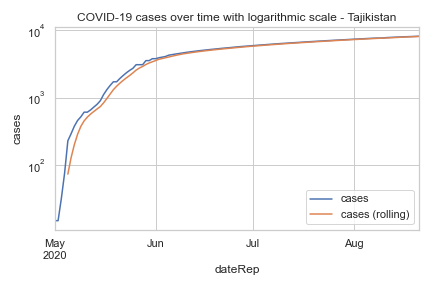 COVID-19 cases over time with logarithmic scale - Tajikistan
10⁴
10³
10²
cases
cases
cases (rolling)
May Jun Jul Aug
2020
dateRep